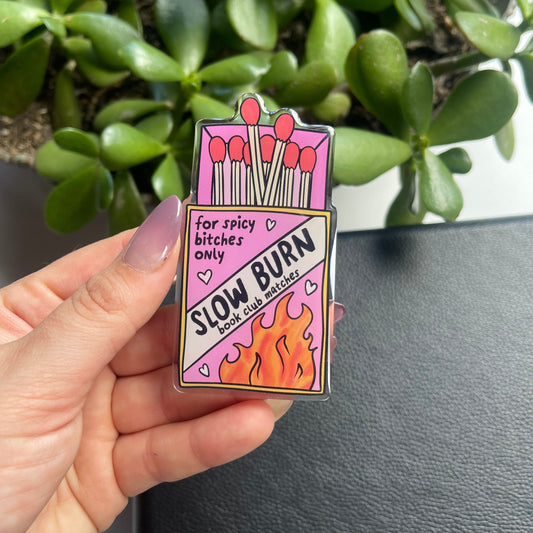 for spicy
bitches
only
SLOW BURN
book club matches